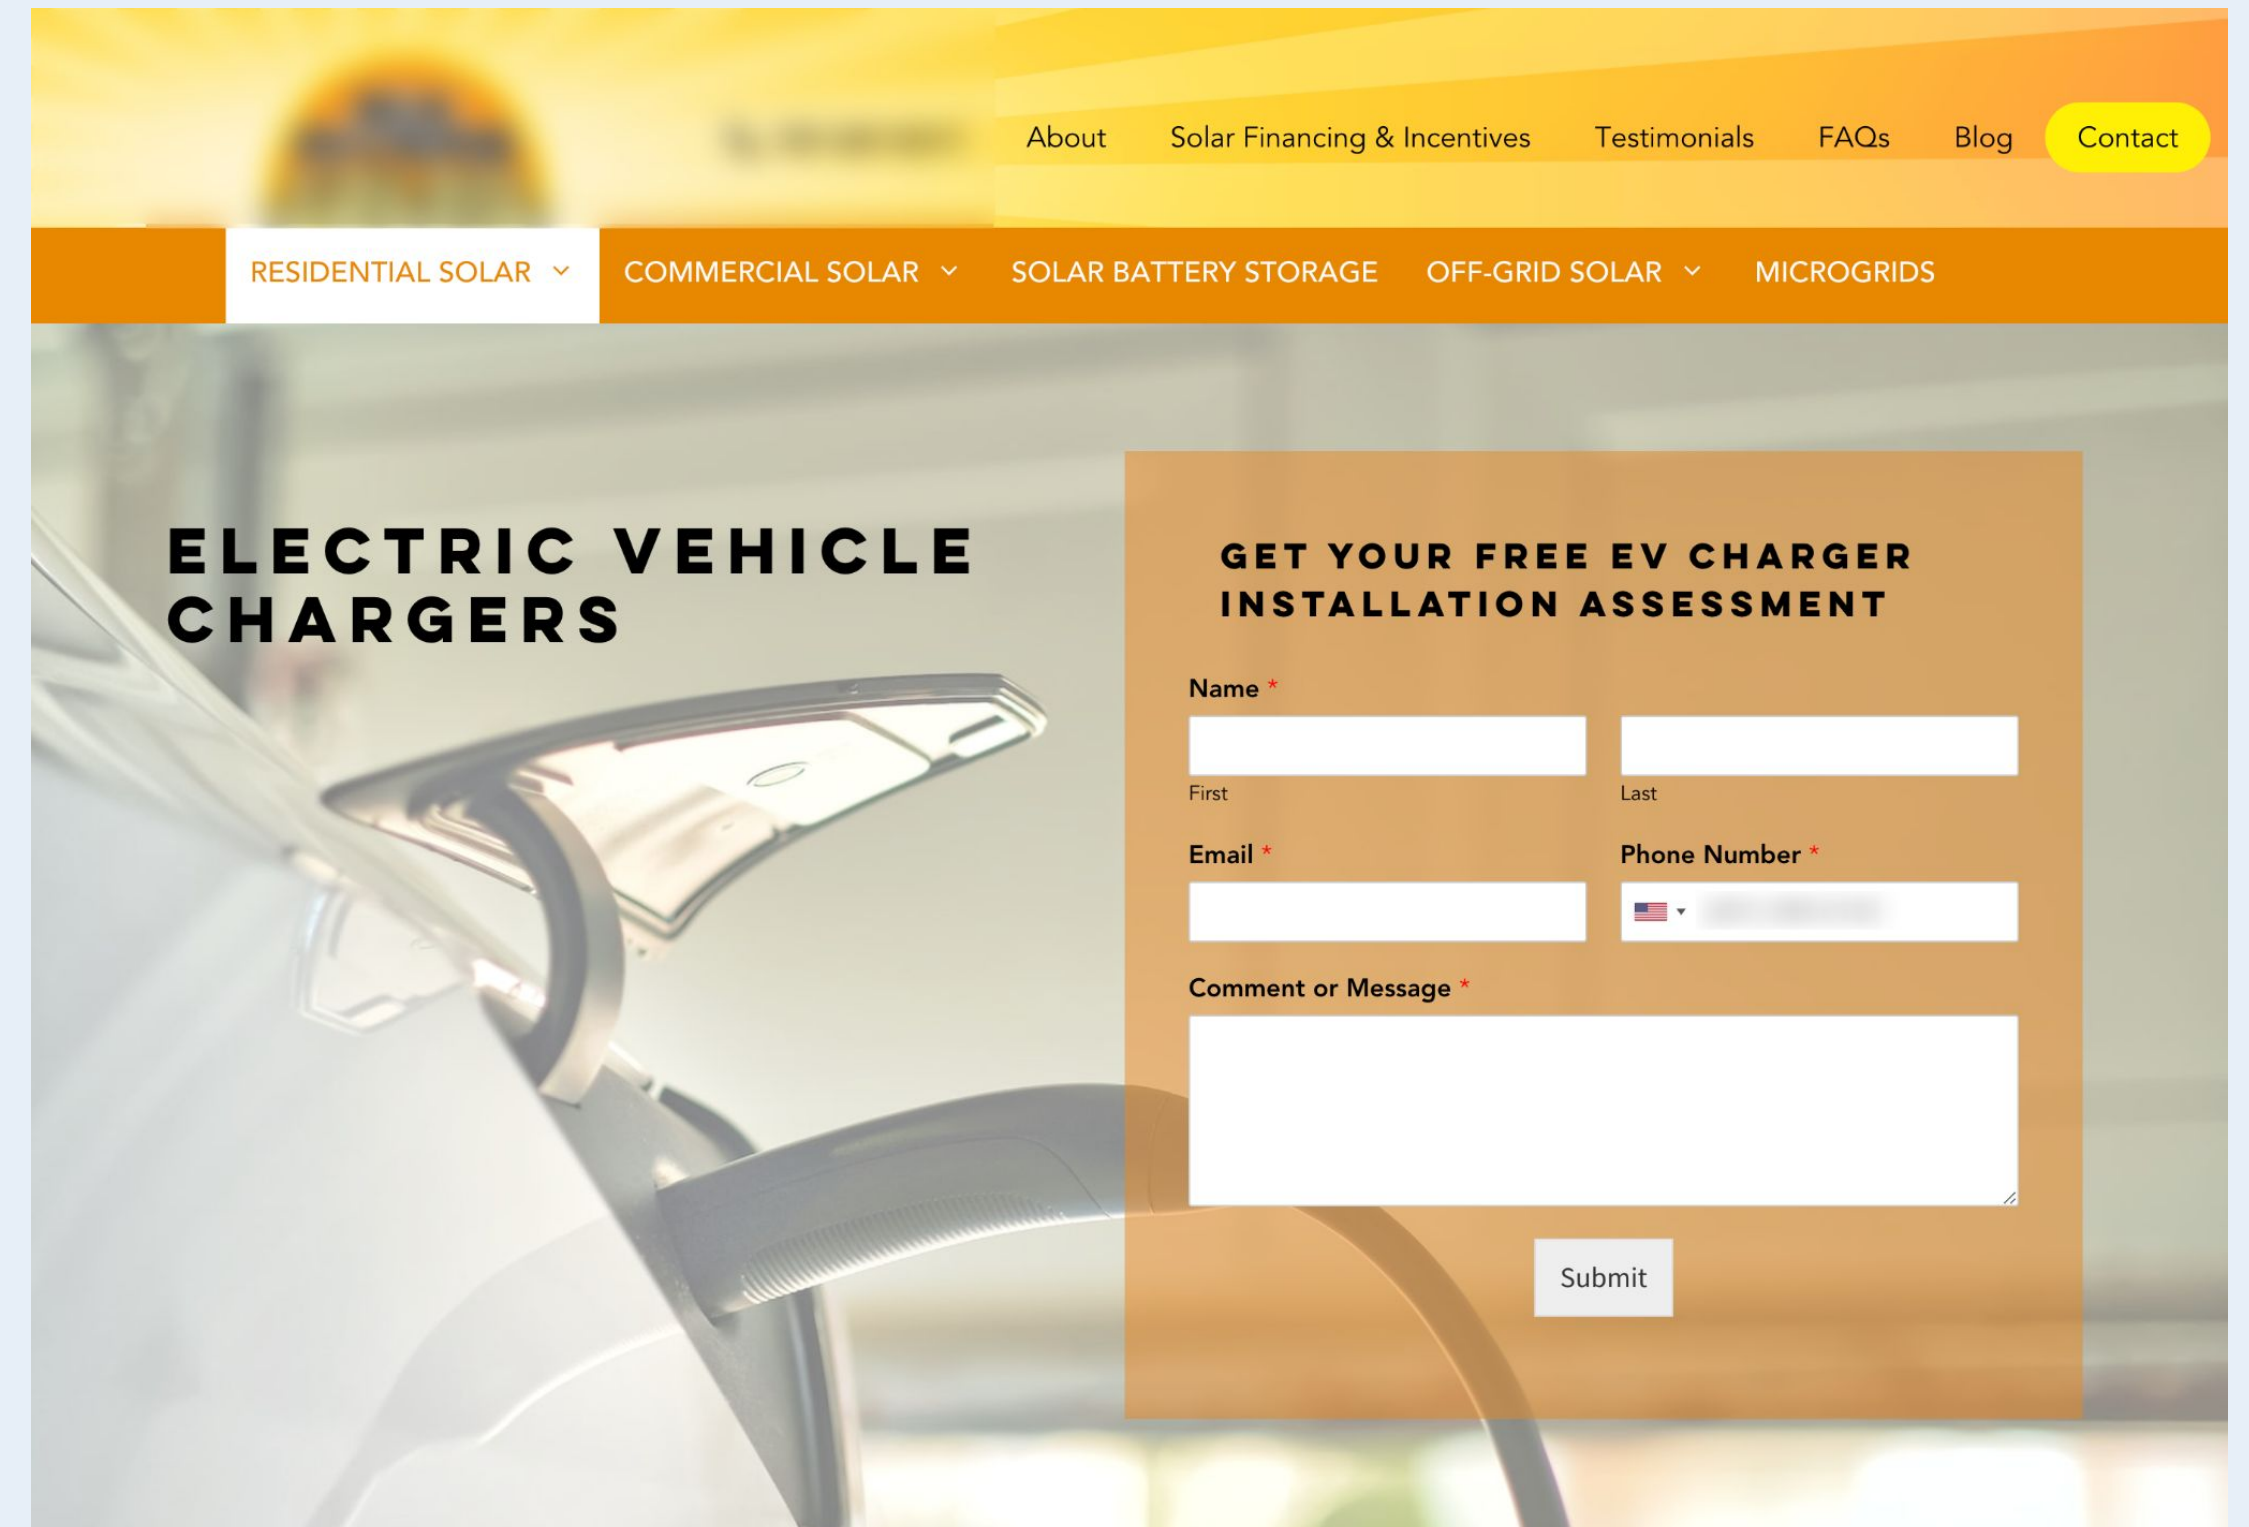 About Solar Financing & Incentives Testimonials FAQs Blog Contact
RESIDENTIAL SOLAR COMMERCIAL SOLAR SOLAR BATTERY STORAGE OFF-GRID SOLAR MICROGRIDS
ELECTRIC VEHICLE
CHARGERS
GET YOUR FREE EV CHARGER
INSTALLATION ASSESSMENT
Name *
First Last
Email * Phone Number *
Comment or Message *
Submit